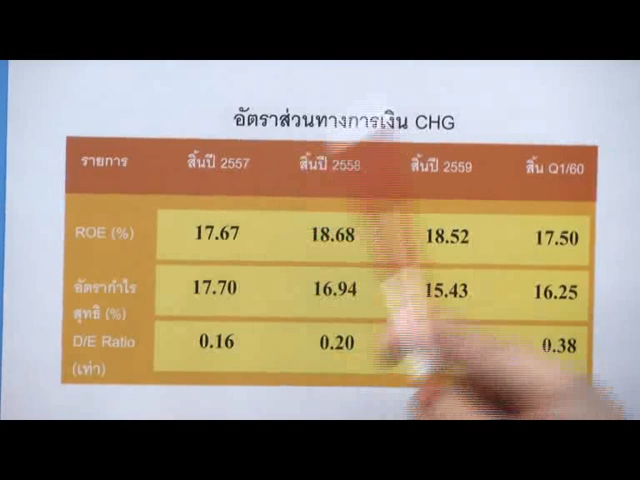 อัตราส่วนทางการเงิน CHG
รายการ สิ้นปี 2557 สิ้นปี 2558 สิ้นปี 2559 สิ้น Q1/60
ROE (%) 17.67 18.68 18.52 17.50
อัตรากำไร
สุทธิ (%) 17.70 16.94 15.43 16.25
D/E Ratio
(เท่า) 0.16 0.20 0.38